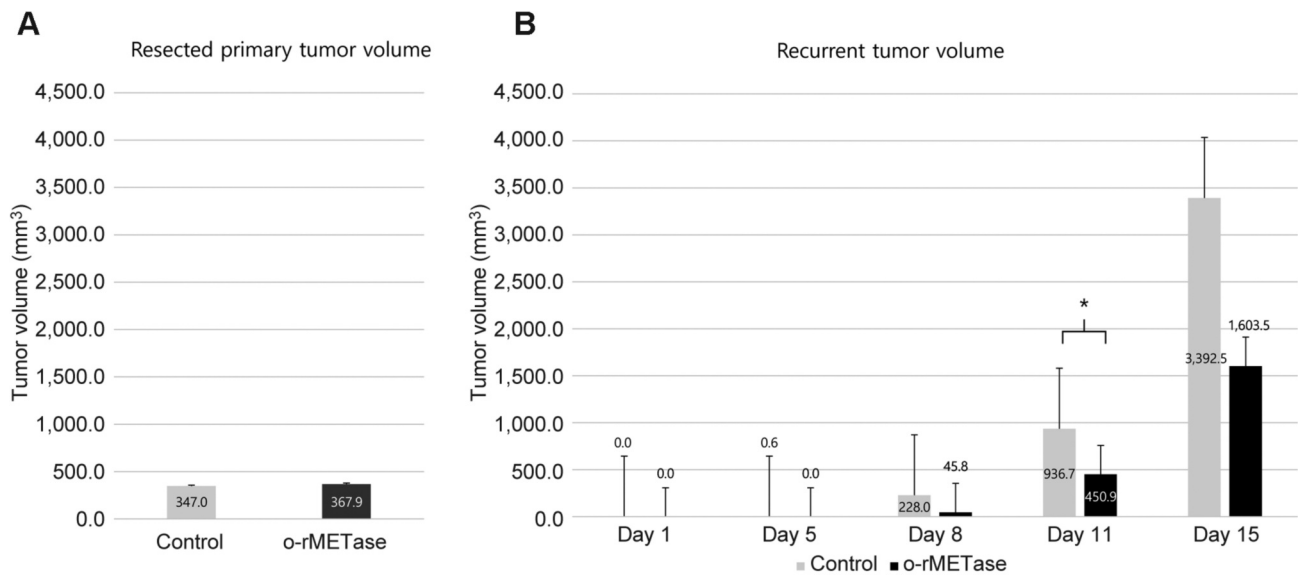 A
Resected primary tumor volume
Tumor volume (mm³)
4,500.0
4,000.0
3,500.0
3,000.0
2,500.0
2,000.0
1,500.0
1,000.0
500.0
0.0
347.0
367.9
Control
o-rMETase
B
Recurrent tumor volume
Tumor volume (mm³)
4,500.0
4,000.0
3,500.0
3,000.0
2,500.0
2,000.0
1,500.0
1,000.0
500.0
0.0
0.0
0.0
0.6
0.0
228.0
45.8
936.7
450.9
*
3,392.5
1,603.5
Day 1
Day 5
Day 8
Day 11
Day 15
Control
o-rMETase